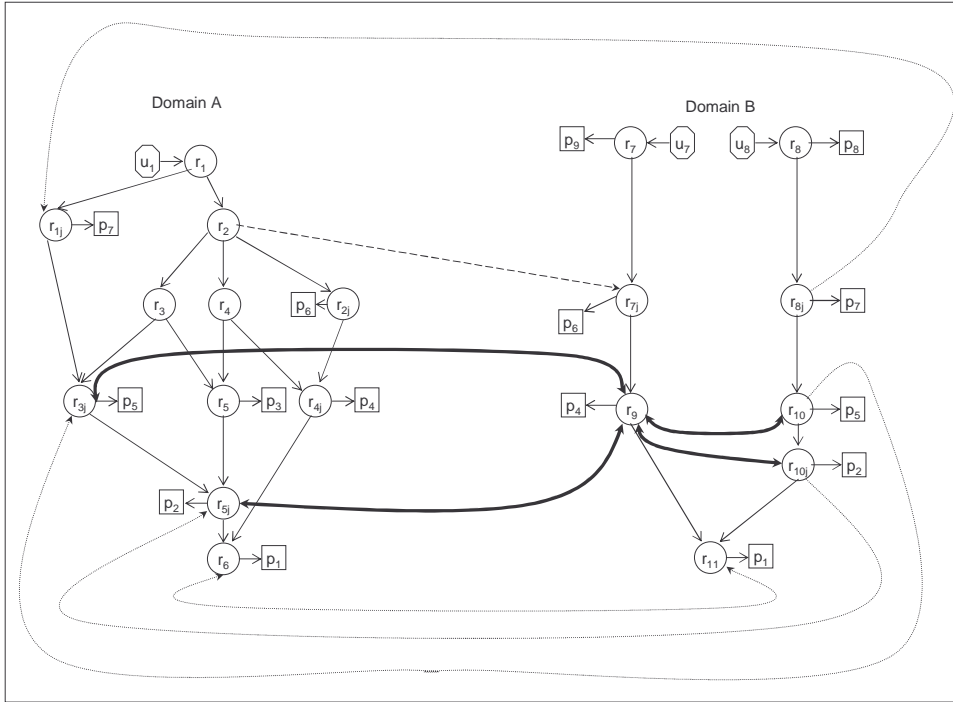 Domain A
Domain B
p9
r7
u7
u8
r8
p8
u1
r1
r1j
p7
r2
r3
r4
p6
r2j
r7j
p6
r8j
p7
r3j
p5
r5
p3
r4j
p4
p4
r9
r10
p5
r10j
p2
p2
r5j
r6
p1
r11
p1